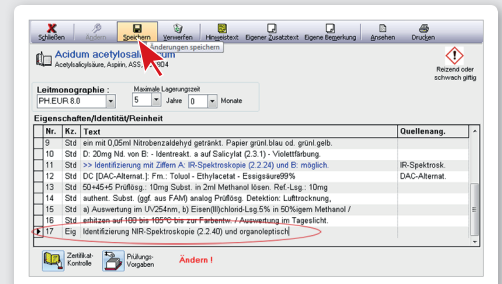 Schließen Ändern Speichern Verwerfen Hinweistext Eigener Zusatztext Eigene Bemerkung Ansehen Drucken
Änderungen speichern
Acidum acetylosali
Acetylsalicylsäure, Aspirin, ASS,
Reizend oder
schwach giftig
Leitmonographie :
Maximale Lagerungszeit
PH.EUR 8.0 5 Jahre 0 Monate
Eigenschaften/Identität/Reinheit
Nr. Kz. Text Quellenang.
9 Std ein mit 0,05ml Nitrobenzaldehyd getränkt. Papier grünl.blau od. grünl.gelb.
10 Std D: 20mg Nd. von B: - Identreakt. a auf Salicylat (2.3.1) - Violettfärbung.
11 Std >> Identifizierung mit Ziffern A: IR-Spektroskopie (2.2.24) und B: möglich. IR-Spektrosk.
12 Std DC [DAC-Alternat.]: Fm.: Toluol - Ethylacetat - Essigsäure99% DAC-Alternat.
13 Std 50+45+5 Prüflösg.: 10mg Subst. in 2ml Methanol lösen. Ref.-Lsg.: 10mg
14 Std authent. Subst. (ggf. aus FAM) analog Prüflösg. Detektion: Lufttrocknung,
15 Std a) Auswertung im UV254nm, b) Eisen(III)chlorid-Lsg.5% in 50%igem Methanol /
16 Std erhitzen auf 100 bis 105°C bis zur Farbentw. / Auswertung im Tageslicht.
17 Eig Identifizierung NIR-Spektroskopie (2.2.40) und organoleptisch
Zertifikat-
Kontrolle
Prüfungs-
Vorgaben
Ändern !